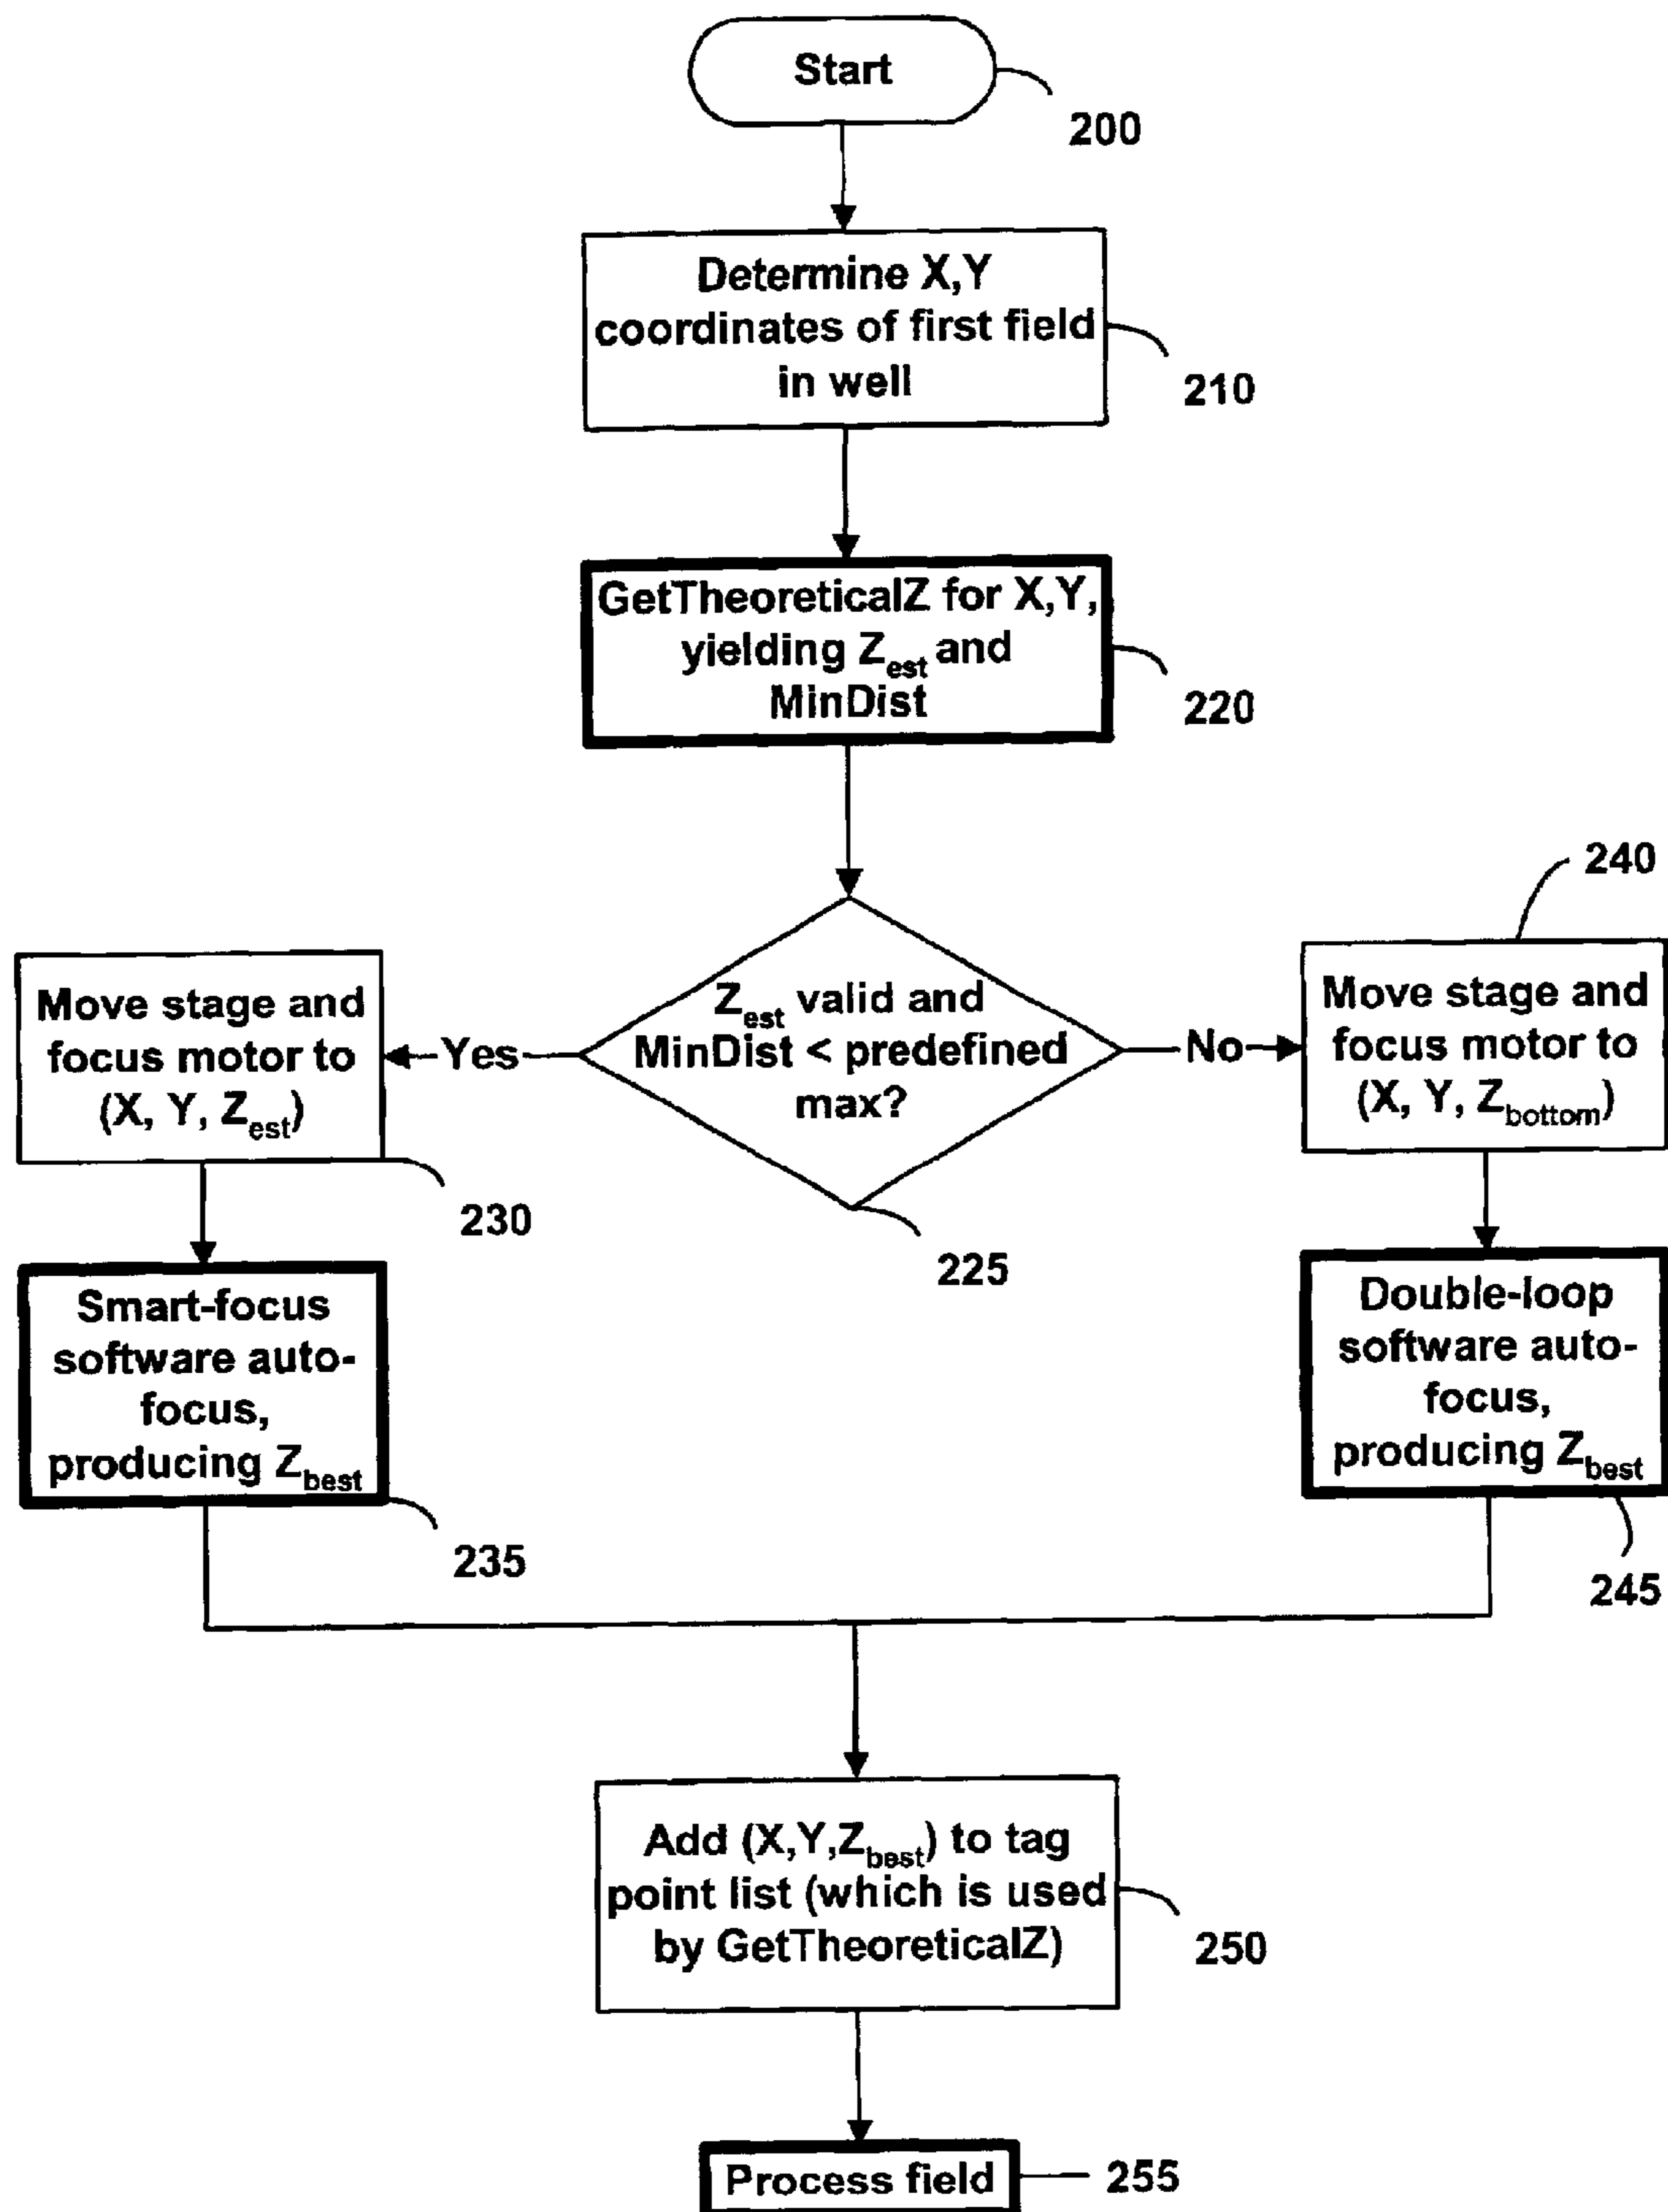 Start
200
Determine X,Y
coordinates of first field
in well
210
GetTheoreticalZ for X,Y,
yielding Zest and
MinDist
220
Zest valid and
MinDist < predefined
max?
225
Yes
No
Move stage and
focus motor to
(X, Y, Zest)
230
Smart-focus
software auto-
focus,
producing Zbest
235
240
Move stage and
focus motor to
(X, Y, Zbottom)
Double-loop
software auto-
focus,
producing Zbest
245
Add (X,Y,Zbest) to tag
point list (which is used
by GetTheoreticalZ)
250
Process field
255